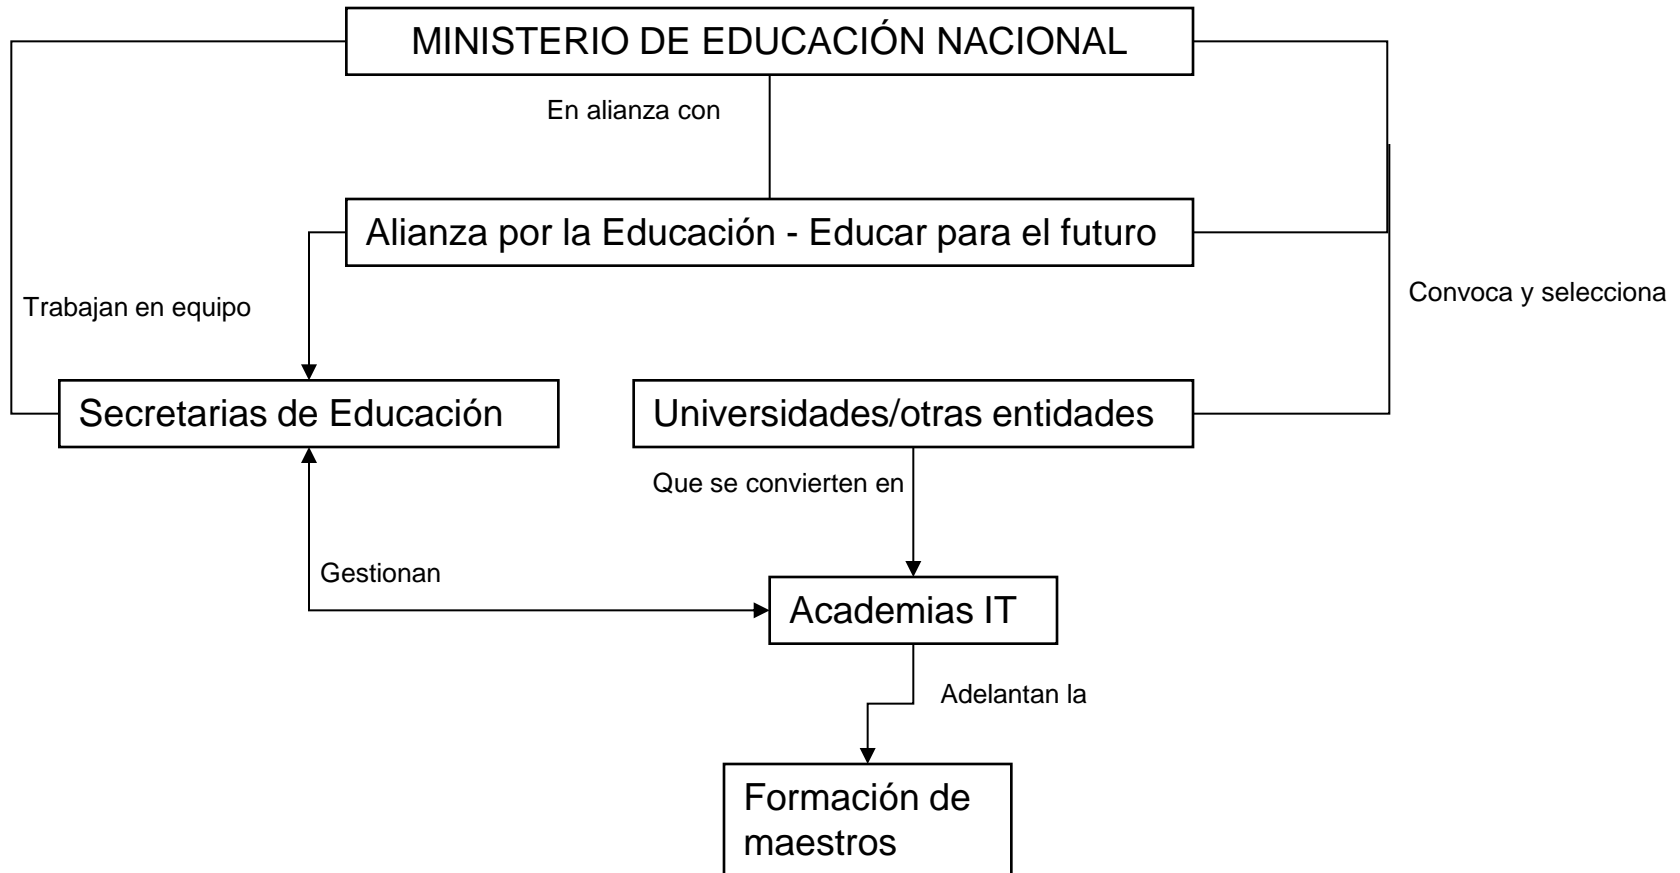 MINISTERIO DE EDUCACIÓN NACIONAL
En alianza con
Alianza por la Educación - Educar para el futuro
Trabajan en equipo
Convoca y selecciona
Secretarias de Educación
Universidades/otras entidades
Que se convierten en
Gestionan
Academias IT
Adelantan la
Formación de
maestros